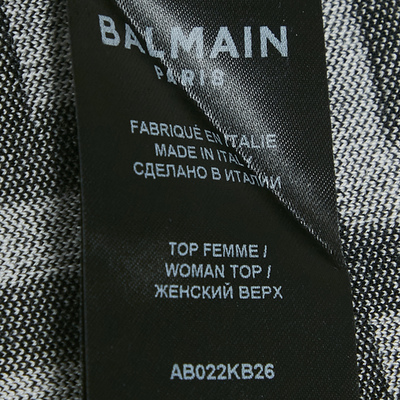 BALMAIN
PARIS
FABRIQUÉ EN ITALIE
MADE IN ITALY
СДЕЛАНО В ИТАЛИИ
TOP FEMME /
WOMAN TOP /
ЖЕНСКИЙ ВЕРХ
AB022KB26